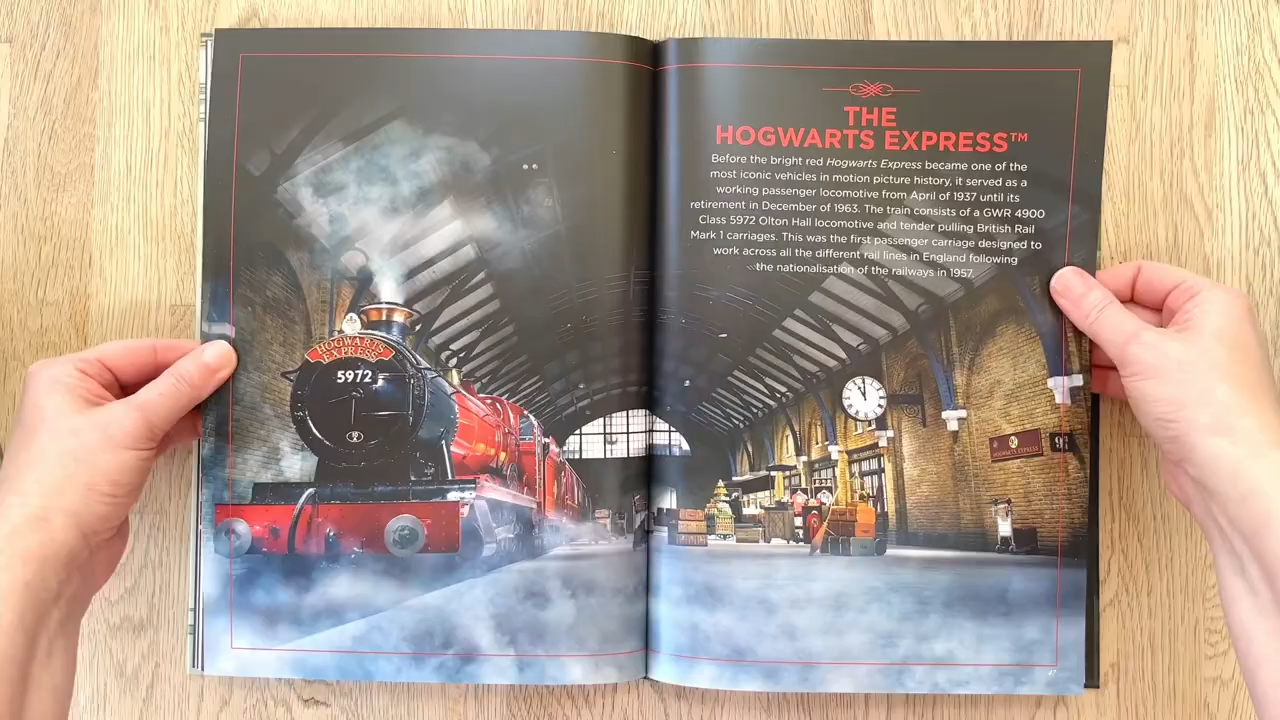 HOGWARTS
EXPRESS
5972
THE
HOGWARTS EXPRESS™
Before the bright red Hogwarts Express became one of the
most iconic vehicles in motion picture history, it served as a
working passenger locomotive from April of 1937 until its
retirement in December of 1963. The train consists of a GWR 4900
Class 5972 Olton Hall locomotive and tender pulling British Rail
Mark 1 carriages. This was the first passenger carriage designed to
work across all the different rail lines in England following
the nationalisation of the railways in 1957.
HOGWARTS EXPRESS
47